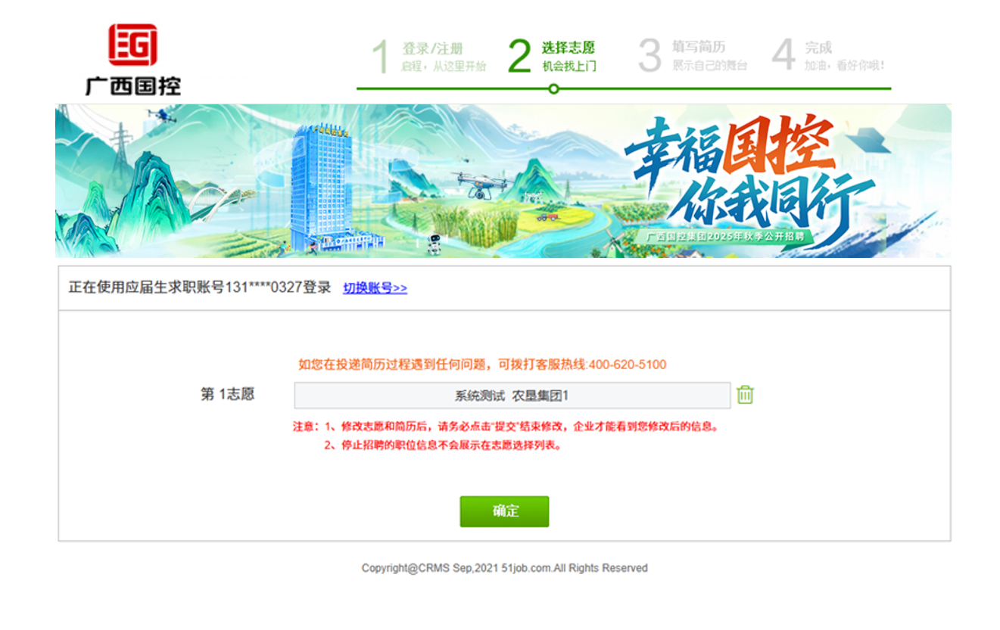 广西国控
1 登录/注册
启程，从这里开始
2 选择志愿
机会找上门
3 填写简历
展示自己的舞台
4 完成
加油，看好你哦!
幸福国控
你我同行
广西国控集团2025年秋季公开招聘
正在使用应届生求职账号131****0327登录 切换账号>>
如您在投递简历过程遇到任何问题，可拨打客服热线:400-620-5100
第 1志愿 系统测试 农垦集团1
注意：1、修改志愿和简历后，请务必点击“提交”结束修改，企业才能看到您修改后的信息。
2、停止招聘的职位信息不会展示在志愿选择列表。
确定
Copyright@CRMS Sep,2021 51job.com.All Rights Reserved